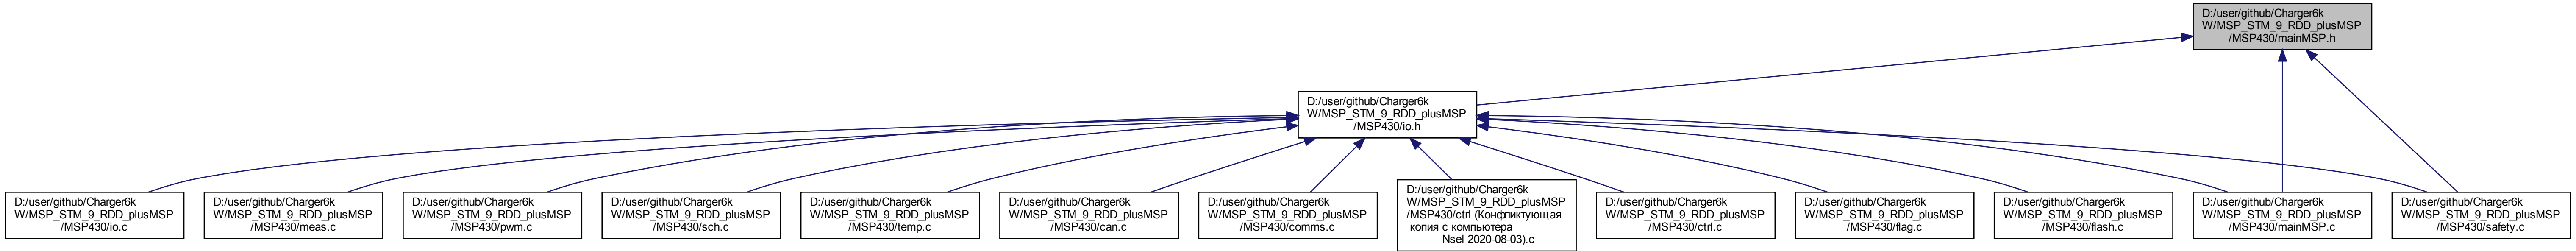 D:/user/github/Charger6k
W/MSP_STM_9_RDD_plusMSP
/MSP430/mainMSP.h
D:/user/github/Charger6k
W/MSP_STM_9_RDD_plusMSP
/MSP430/io.h
D:/user/github/Charger6k
W/MSP_STM_9_RDD_plusMSP
/MSP430/io.c
D:/user/github/Charger6k
W/MSP_STM_9_RDD_plusMSP
/MSP430/meas.c
D:/user/github/Charger6k
W/MSP_STM_9_RDD_plusMSP
/MSP430/pwm.c
D:/user/github/Charger6k
W/MSP_STM_9_RDD_plusMSP
/MSP430/sch.c
D:/user/github/Charger6k
W/MSP_STM_9_RDD_plusMSP
/MSP430/temp.c
D:/user/github/Charger6k
W/MSP_STM_9_RDD_plusMSP
/MSP430/can.c
D:/user/github/Charger6k
W/MSP_STM_9_RDD_plusMSP
/MSP430/comms.c
D:/user/github/Charger6k
W/MSP_STM_9_RDD_plusMSP
/MSP430/ctrl (Конфликтующая
копия с компьютера
Nsel 2020-08-03).c
D:/user/github/Charger6k
W/MSP_STM_9_RDD_plusMSP
/MSP430/ctrl.c
D:/user/github/Charger6k
W/MSP_STM_9_RDD_plusMSP
/MSP430/flag.c
D:/user/github/Charger6k
W/MSP_STM_9_RDD_plusMSP
/MSP430/flash.c
D:/user/github/Charger6k
W/MSP_STM_9_RDD_plusMSP
/MSP430/mainMSP.c
D:/user/github/Charger6k
W/MSP_STM_9_RDD_plusMSP
/MSP430/safety.c